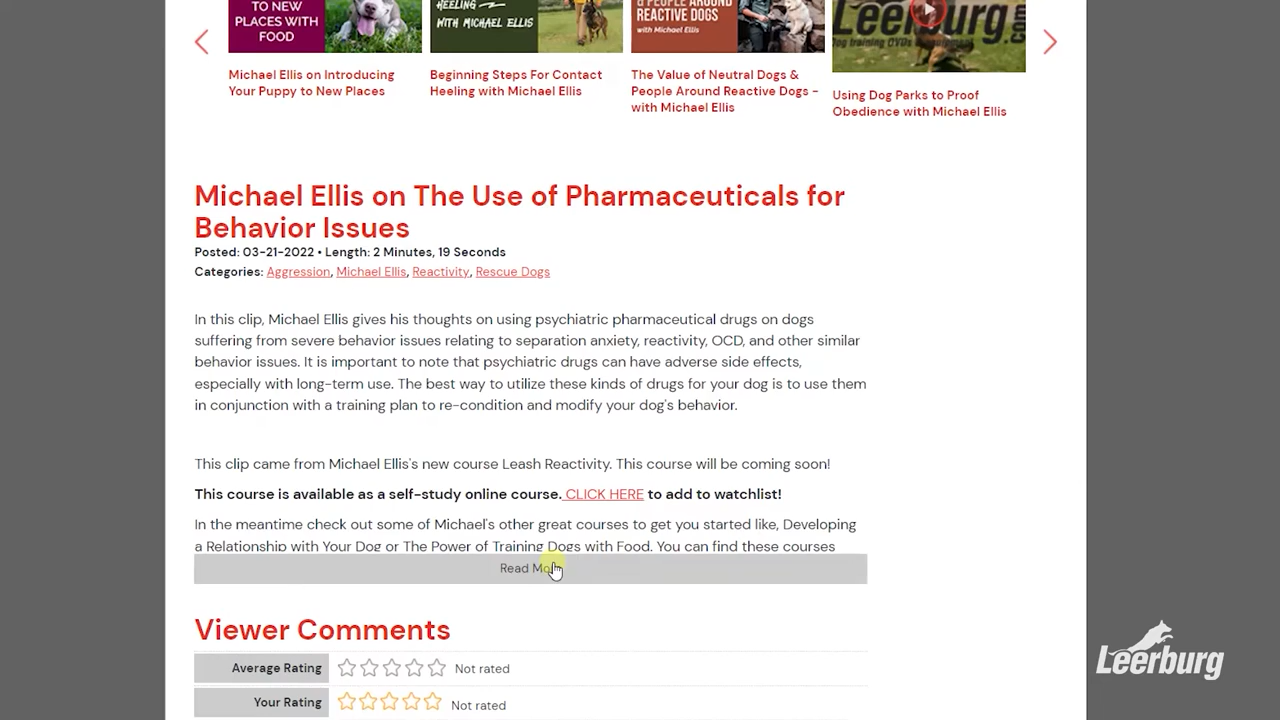 TO NEW
PLACES WITH
FOOD
HEELING
WITH MICHAEL ELLIS
& PEOPLE AROUND
REACTIVE DOGS
with Michael Ellis
Leerburg.com
Dog training DVDs & equipment
Michael Ellis on Introducing
Your Puppy to New Places
Beginning Steps For Contact
Heeling with Michael Ellis
The Value of Neutral Dogs &
People Around Reactive Dogs -
with Michael Ellis
Using Dog Parks to Proof
Obedience with Michael Ellis
Michael Ellis on The Use of Pharmaceuticals for
Behavior Issues
Posted: 03-21-2022 • Length: 2 Minutes, 19 Seconds
Categories: Aggression, Michael Ellis, Reactivity, Rescue Dogs
In this clip, Michael Ellis gives his thoughts on using psychiatric pharmaceutical drugs on dogs
suffering from severe behavior issues relating to separation anxiety, reactivity, OCD, and other similar
behavior issues. It is important to note that psychiatric drugs can have adverse side effects,
especially with long-term use. The best way to utilize these kinds of drugs for your dog is to use them
in conjunction with a training plan to re-condition and modify your dog's behavior.
This clip came from Michael Ellis's new course Leash Reactivity. This course will be coming soon!
This course is available as a self-study online course. CLICK HERE to add to watchlist!
In the meantime check out some of Michael's other great courses to get you started like, Developing
a Relationship with Your Dog or The Power of Training Dogs with Food. You can find these courses
Read More
Viewer Comments
Average Rating Not rated
Your Rating Not rated
Leerburg